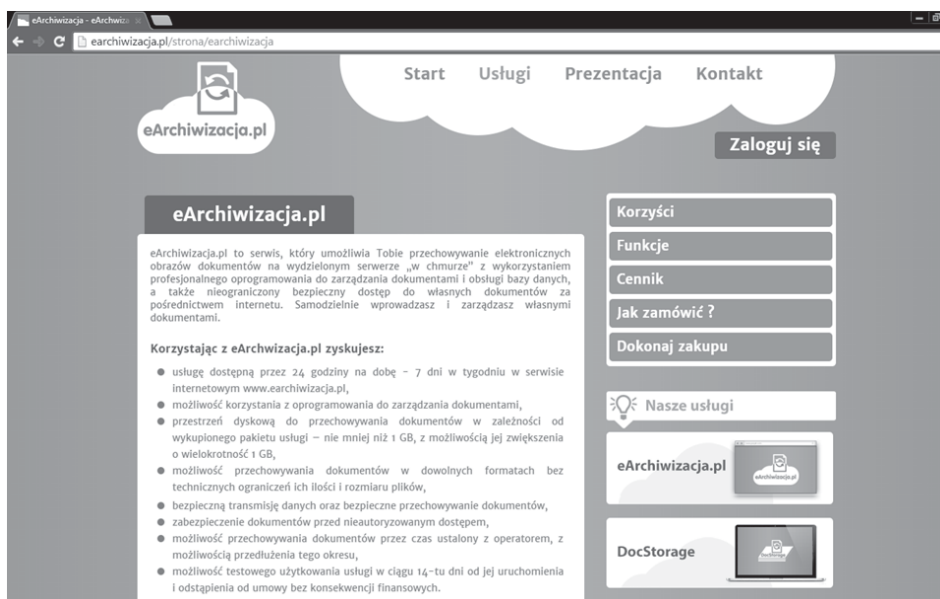 eArchiwizacja - eArchwiza
earchiwizacja.pl/strona/earchiwizacja
eArchiwizacja.pl
Start Usługi Prezentacja Kontakt
Zaloguj się
eArchiwizacja.pl
eArchiwizacja.pl to serwis, który umożliwia Tobie przechowywanie elektronicznych
obrazów dokumentów na wydzielonym serwerze „w chmurze” z wykorzystaniem
profesjonalnego oprogramowania do zarządzania dokumentami i obsługi bazy danych,
a także nieograniczony bezpieczny dostęp do własnych dokumentów za
pośrednictwem internetu. Samodzielnie wprowadzasz i zarządzasz własnymi
dokumentami.
Korzystając z eArchwizacja.pl zyskujesz:
● usługę dostępną przez 24 godziny na dobę - 7 dni w tygodniu w serwisie
internetowym www.earchiwizacja.pl,
● możliwość korzystania z oprogramowania do zarządzania dokumentami,
● przestrzeń dyskową do przechowywania dokumentów w zależności od
wykupionego pakietu usługi – nie mniej niż 1 GB, z możliwością jej zwiększenia
o wielokrotność 1 GB,
● możliwość przechowywania dokumentów w dowolnych formatach bez
technicznych ograniczeń ich ilości i rozmiaru plików,
● bezpieczną transmisję danych oraz bezpieczne przechowywanie dokumentów,
● zabezpieczenie dokumentów przed nieautoryzowanym dostępem,
● możliwość przechowywania dokumentów przez czas ustalony z operatorem, z
możliwością przedłużenia tego okresu,
● możliwość testowego użytkowania usługi w ciągu 14-tu dni od jej uruchomienia
i odstąpienia od umowy bez konsekwencji finansowych.
Korzyści
Funkcje
Cennik
Jak zamówić ?
Dokonaj zakupu
Nasze usługi
eArchiwizacja.pl
eArchiwizacja.pl
DocStorage